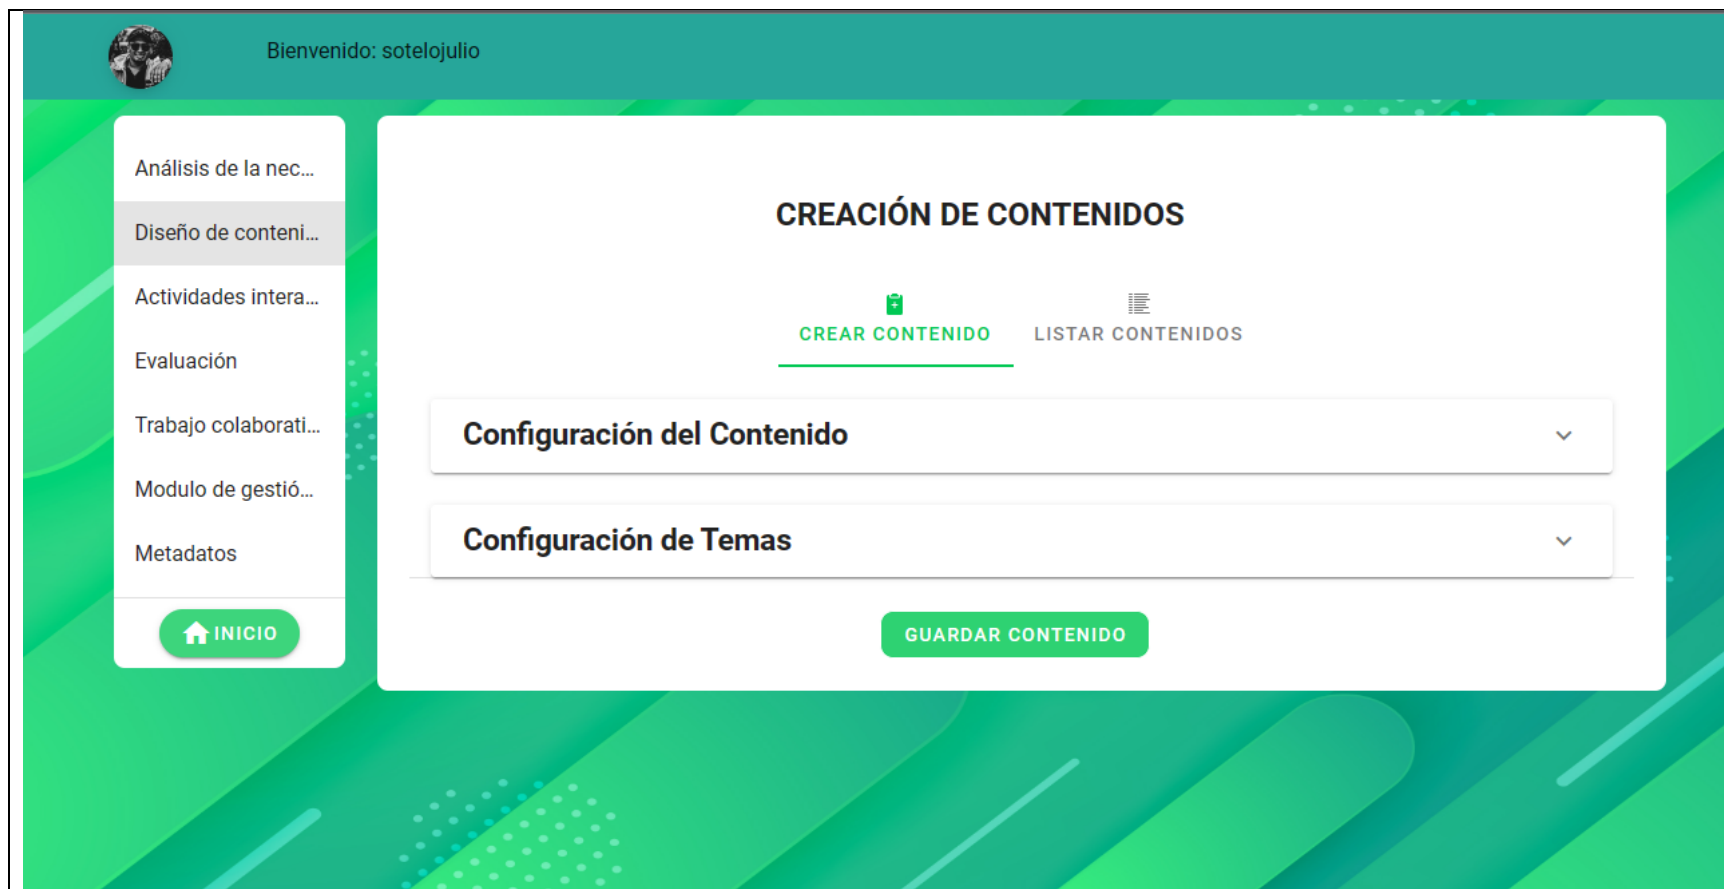 Bienvenido: sotelojulio
Análisis de la nec...
Diseño de conteni...
Actividades intera...
Evaluación
Trabajo colaborati...
Modulo de gestió...
Metadatos
INICIO
CREACIÓN DE CONTENIDOS
CREAR CONTENIDO
LISTAR CONTENIDOS
Configuración del Contenido
Configuración de Temas
GUARDAR CONTENIDO